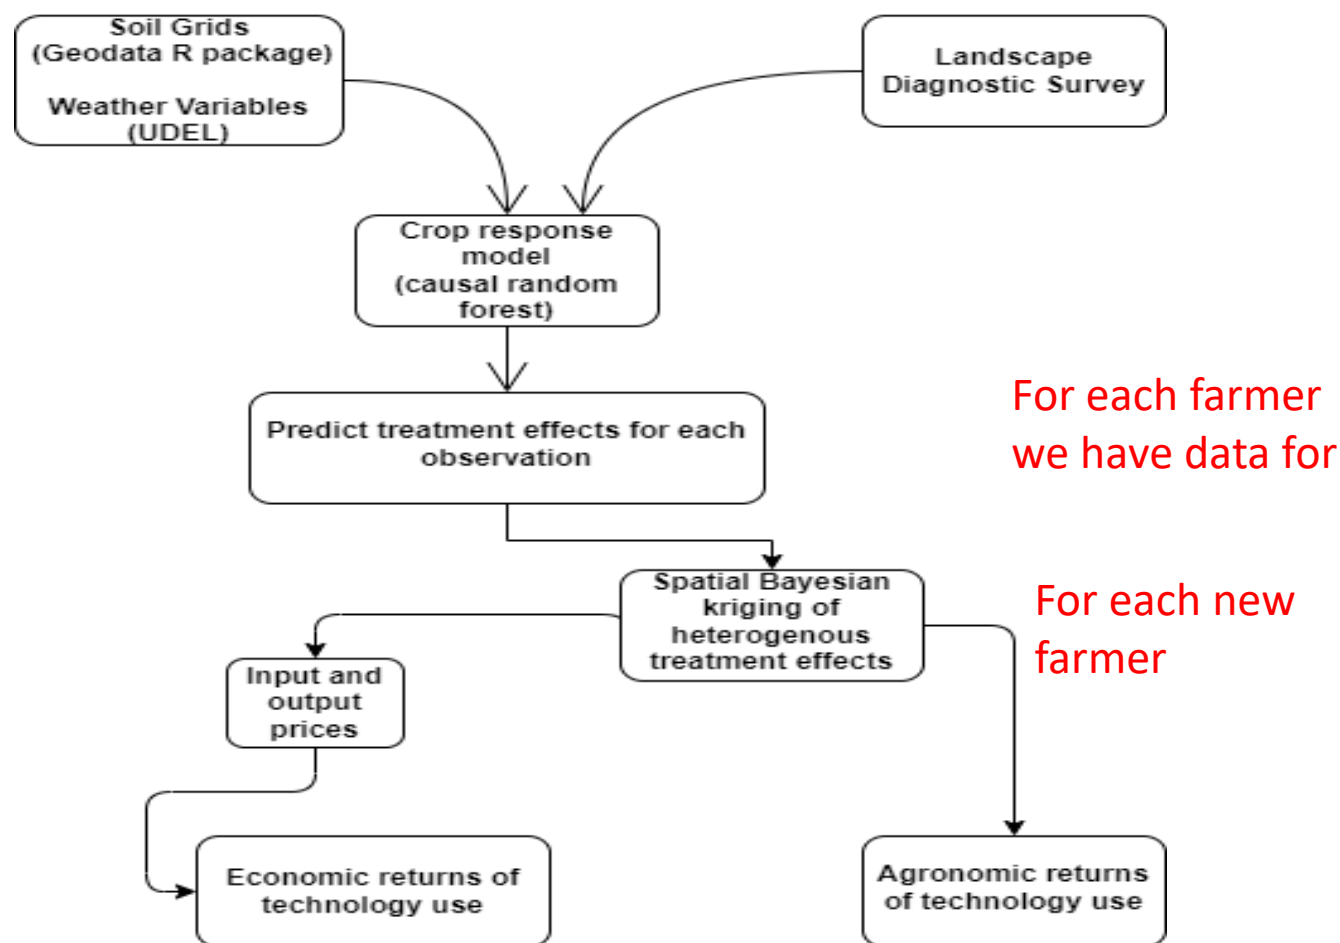 Soil Grids
(Geodata R package)
Weather Variables
(UDEL)
Landscape
Diagnostic Survey
Crop response
model
(causal random
forest)
Predict treatment effects for each
observation
For each farmer
we have data for
Spatial Bayesian
kriging of
heterogenous
treatment effects
For each new
farmer
Input and
output
prices
Economic returns of
technology use
Agronomic returns
of technology use